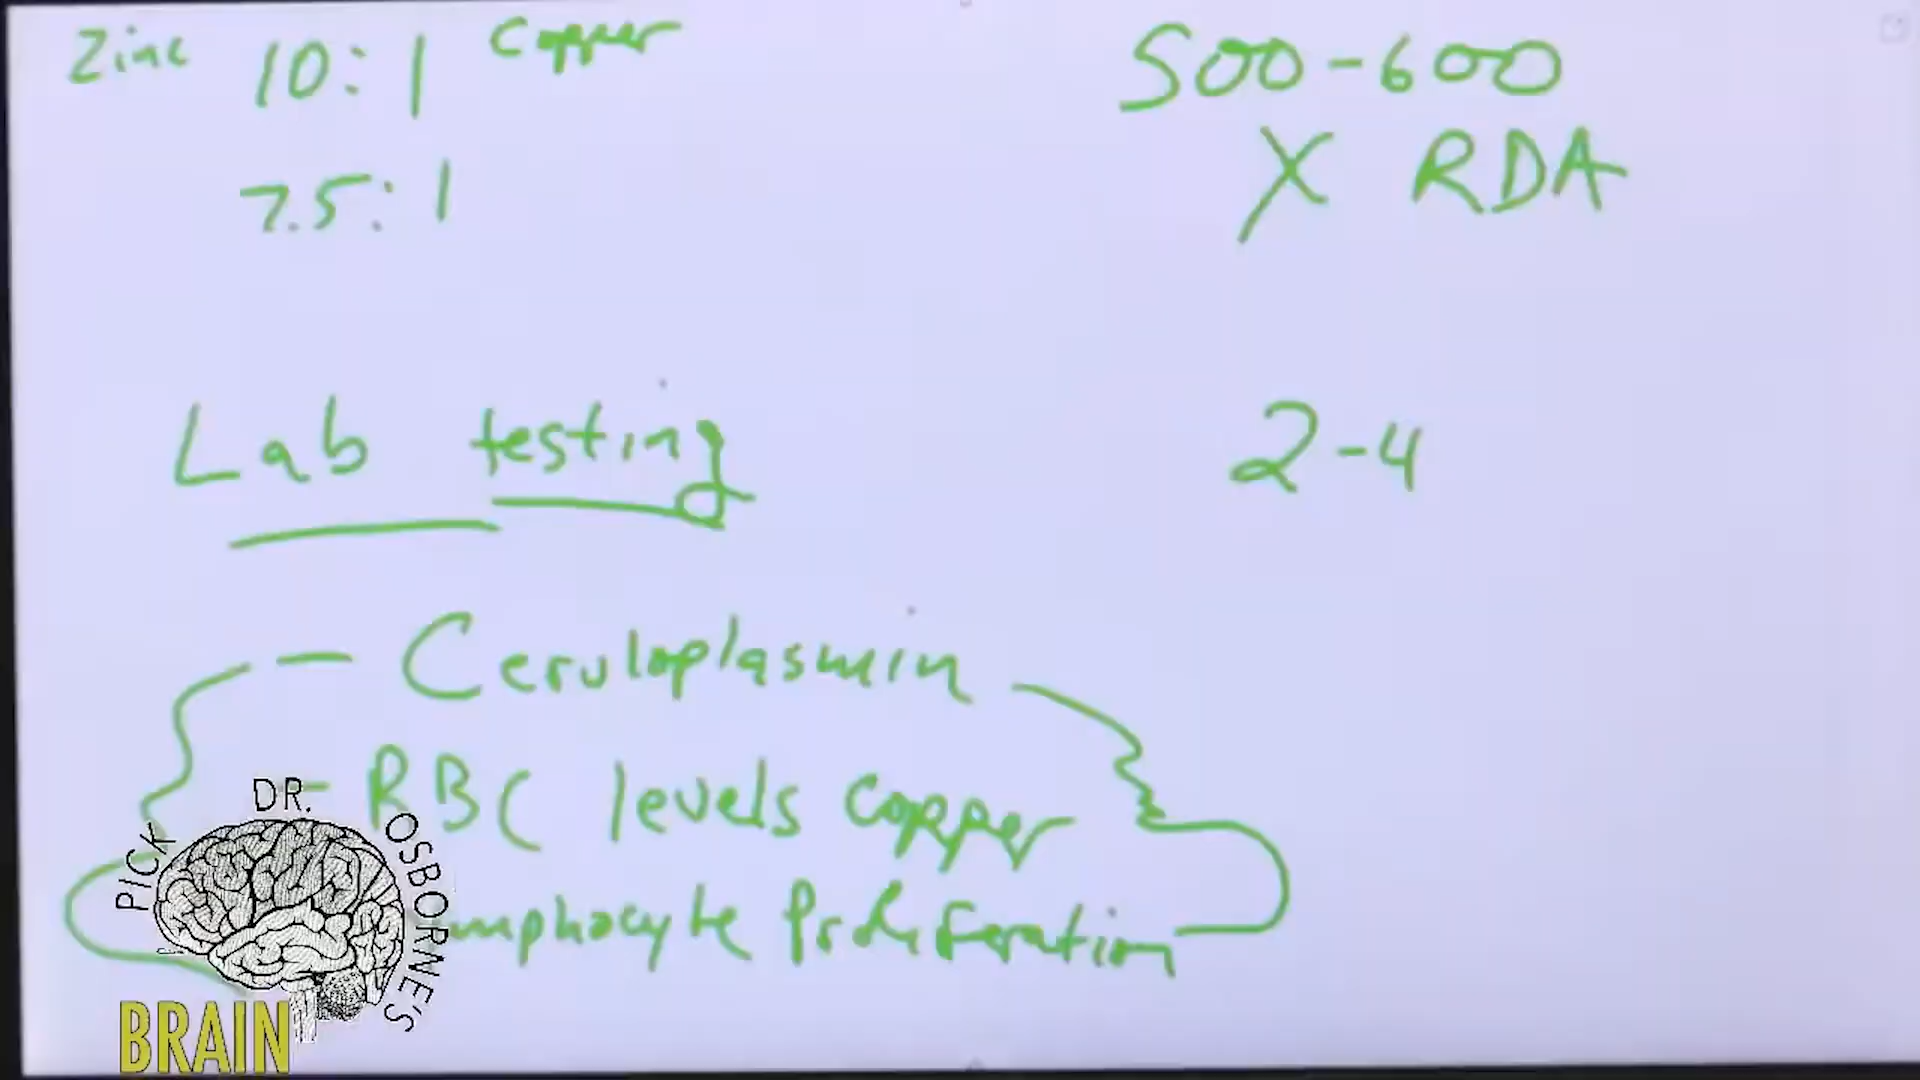 Zinc 10:1 Copper
7.5:1
500-600
X RDA
Lab testing
2-4
- Ceruloplasmin
- RBC levels copper
Proliferation
PICK DR. OSBORNE'S
BRAIN